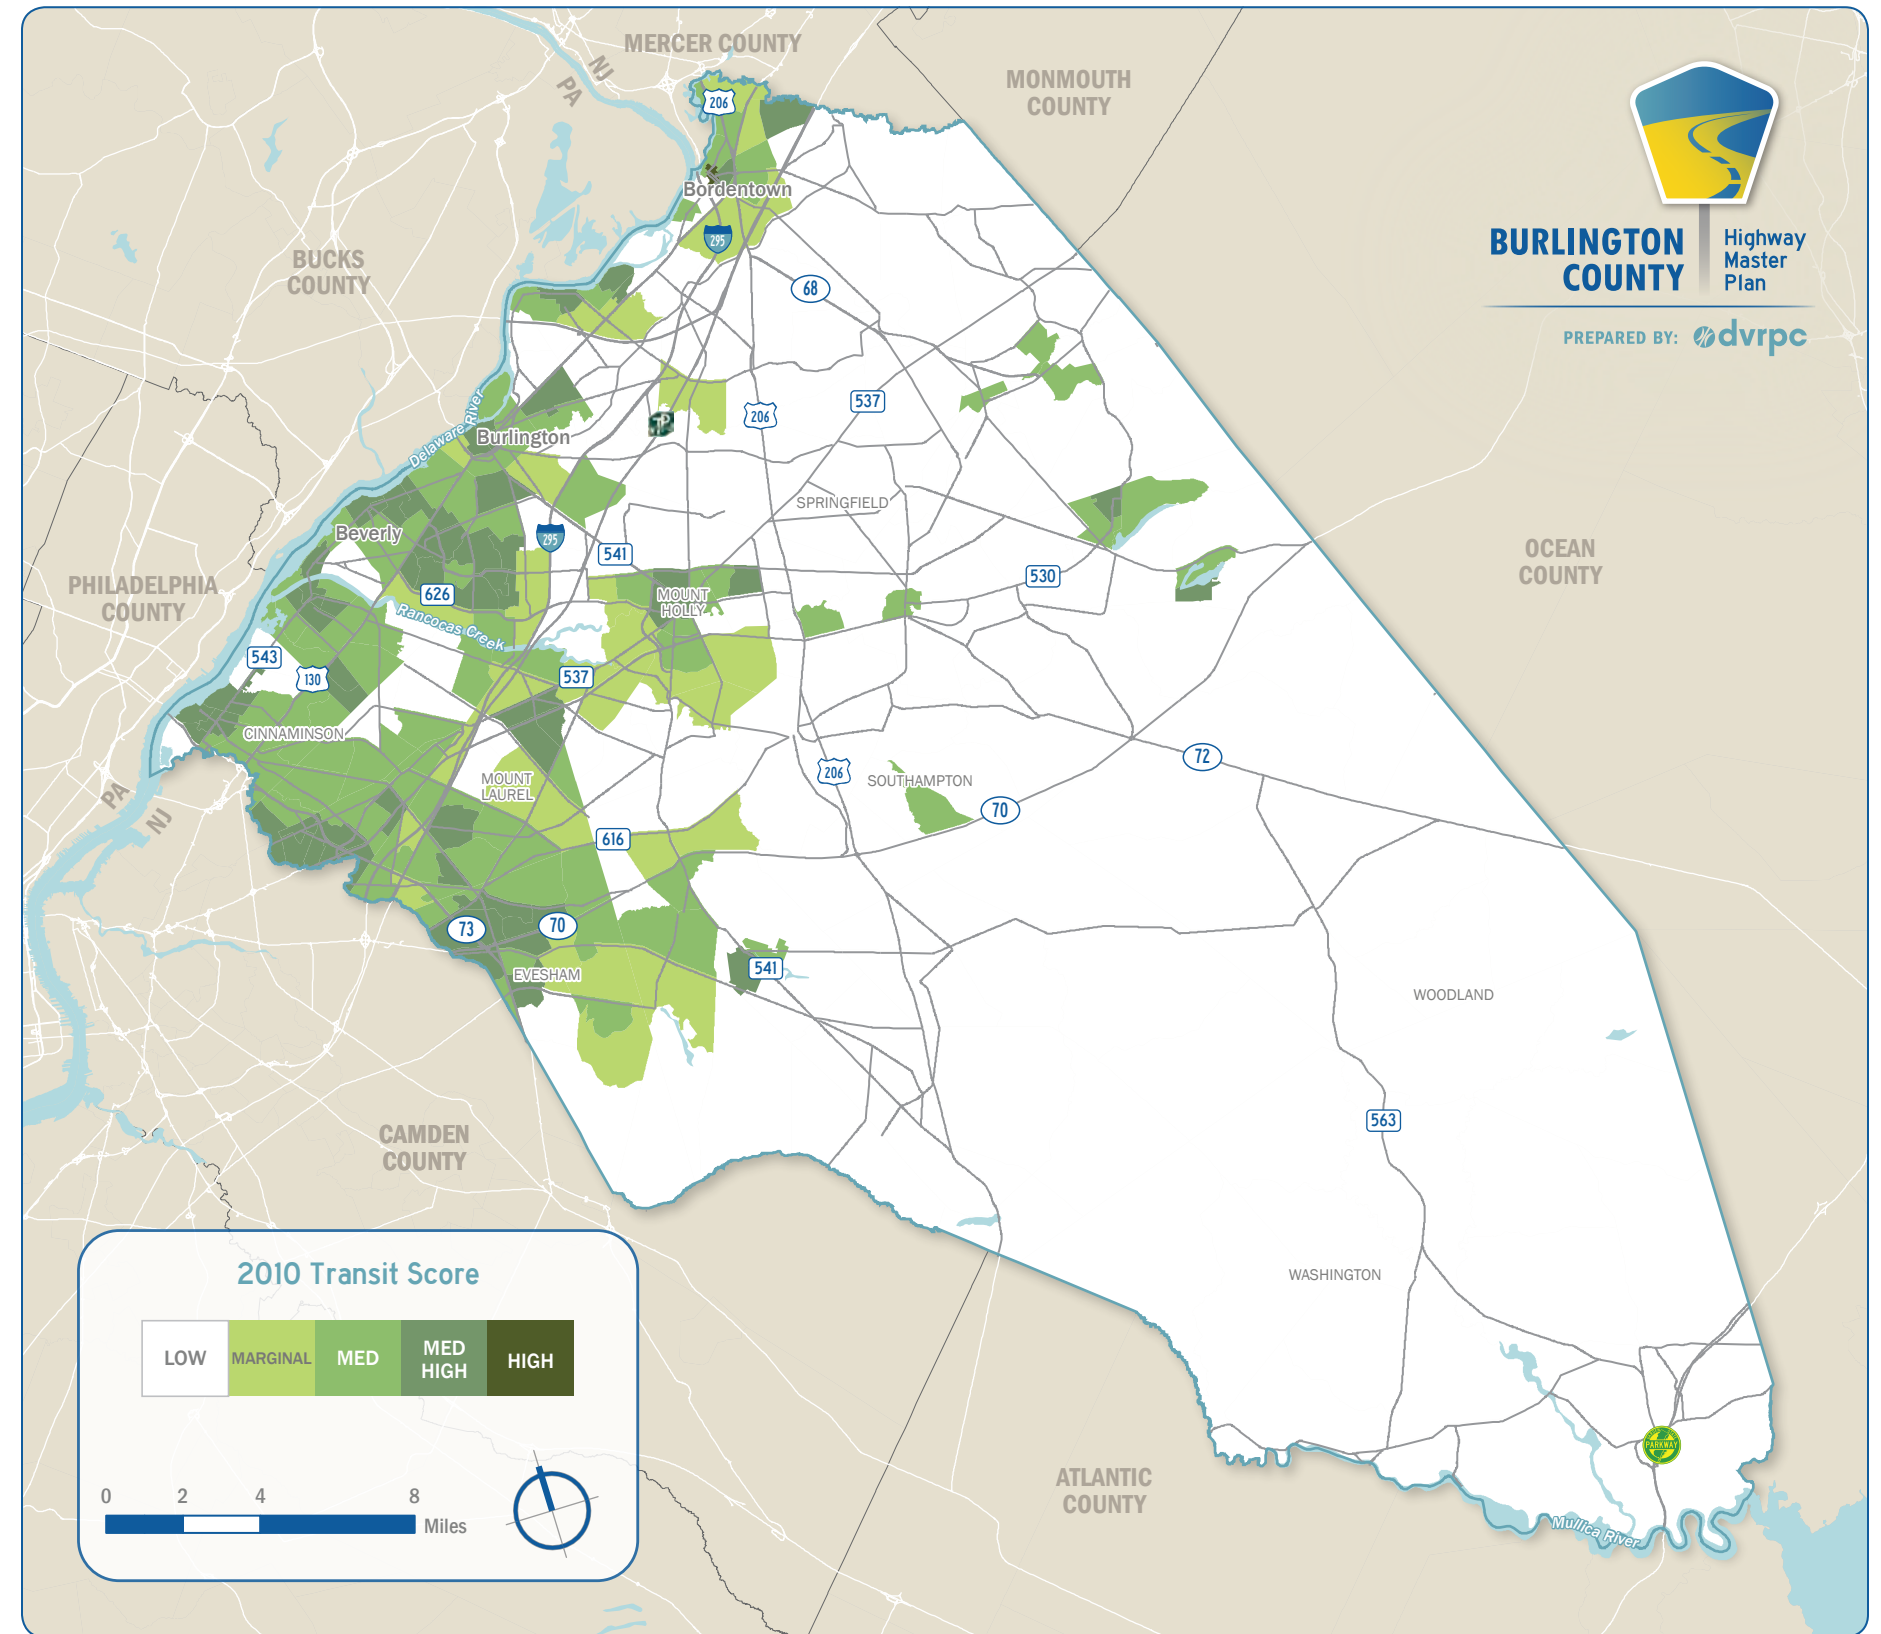 MERCER COUNTY
NJ
PA
MONMOUTH
COUNTY
206
Bordentown
295
BURLINGTON
COUNTY
Highway
Master
Plan
PREPARED BY: dvrpc
BUCKS
COUNTY
68
537
206
TP
Delaware River
Burlington
SPRINGFIELD
Beverly
295
541
530
OCEAN
COUNTY
PHILADELPHIA
COUNTY
626
MOUNT
HOLLY
Rancocas Creek
543
130
537
CINNAMINSON
72
206
SOUTHAMPTON
MOUNT
LAUREL
PA
NJ
70
616
73
70
EVESHAM
541
WOODLAND
563
CAMDEN
COUNTY
WASHINGTON
2010 Transit Score
LOW
MARGINAL
MED
MED
HIGH
HIGH
PARKWAY
ATLANTIC
COUNTY
0 2 4 8
Miles
Mullica River